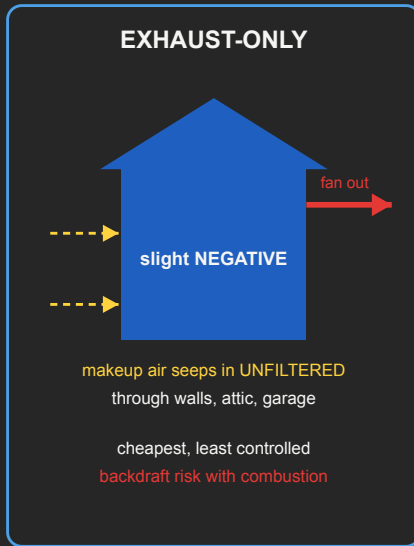 EXHAUST-ONLY
fan out
slight NEGATIVE
makeup air seeps in UNFILTERED
through walls, attic, garage
cheapest, least controlled
backdraft risk with combustion